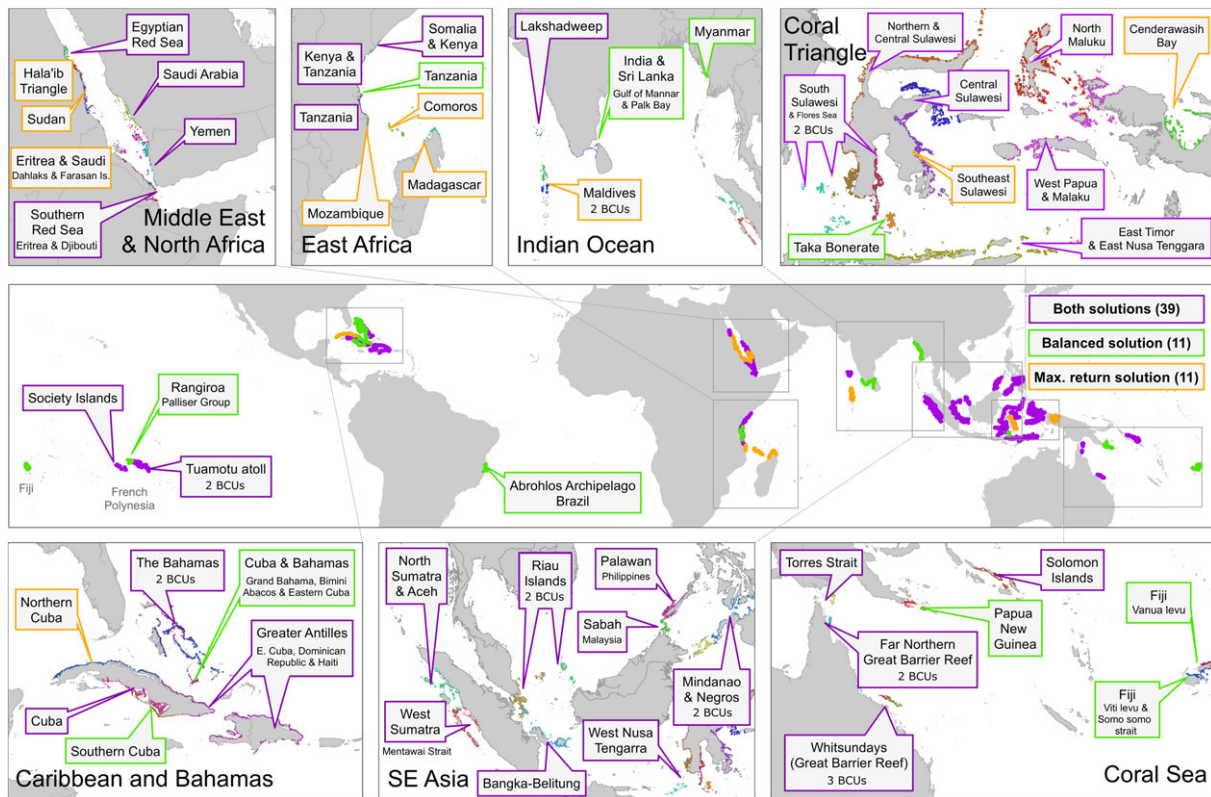 Egyptian
Red Sea
Hala'ib
Triangle
Saudi Arabia
Sudan
Yemen
Eritrea & Saudi
Dahlaks & Farasan Is.
Southern
Red Sea
Eritrea & Djibouti
Middle East
& North Africa
Somalia
& Kenya
Kenya &
Tanzania
Tanzania
Comoros
Tanzania
Madagascar
Mozambique
East Africa
Lakshadweep
Myanmar
India &
Sri Lanka
Gulf of Mannar
& Palk Bay
Maldives
2 BCUs
Indian Ocean
Coral
Triangle
Northern &
Central Sulawesi
North
Maluku
Cenderawasih
Bay
South
Sulawesi
& Flores Sea
2 BCUs
Central
Sulawesi
Southeast
Sulawesi
West Papua
& Malaku
Taka Bonerate
East Timor
& East Nusa Tenggara
Both solutions (39)
Balanced solution (11)
Max. return solution (11)
Society Islands
Rangiroa
Palliser Group
Tuamotu atoll
2 BCUs
Fiji
French
Polynesia
Abrohlos Archipelago
Brazil
The Bahamas
2 BCUs
Cuba & Bahamas
Grand Bahama, Bimini
Abacos & Eastern Cuba
Northern
Cuba
Greater Antilles
E. Cuba, Dominican
Republic & Haiti
Cuba
Southern Cuba
Caribbean and Bahamas
North
Sumatra
& Aceh
Riau
Islands
2 BCUs
Palawan
Philippines
Sabah
Malaysia
Mindanao
& Negros
2 BCUs
West
Sumatra
Mentawai Strait
West Nusa
Tengarra
Bangka-Belitung
SE Asia
Torres Strait
Solomon
Islands
Far Northern
Great Barrier Reef
2 BCUs
Papua
New
Guinea
Fiji
Vanua levu
Fiji
Viti levu &
Somo somo
strait
Whitsundays
(Great Barrier Reef)
3 BCUs
Coral Sea